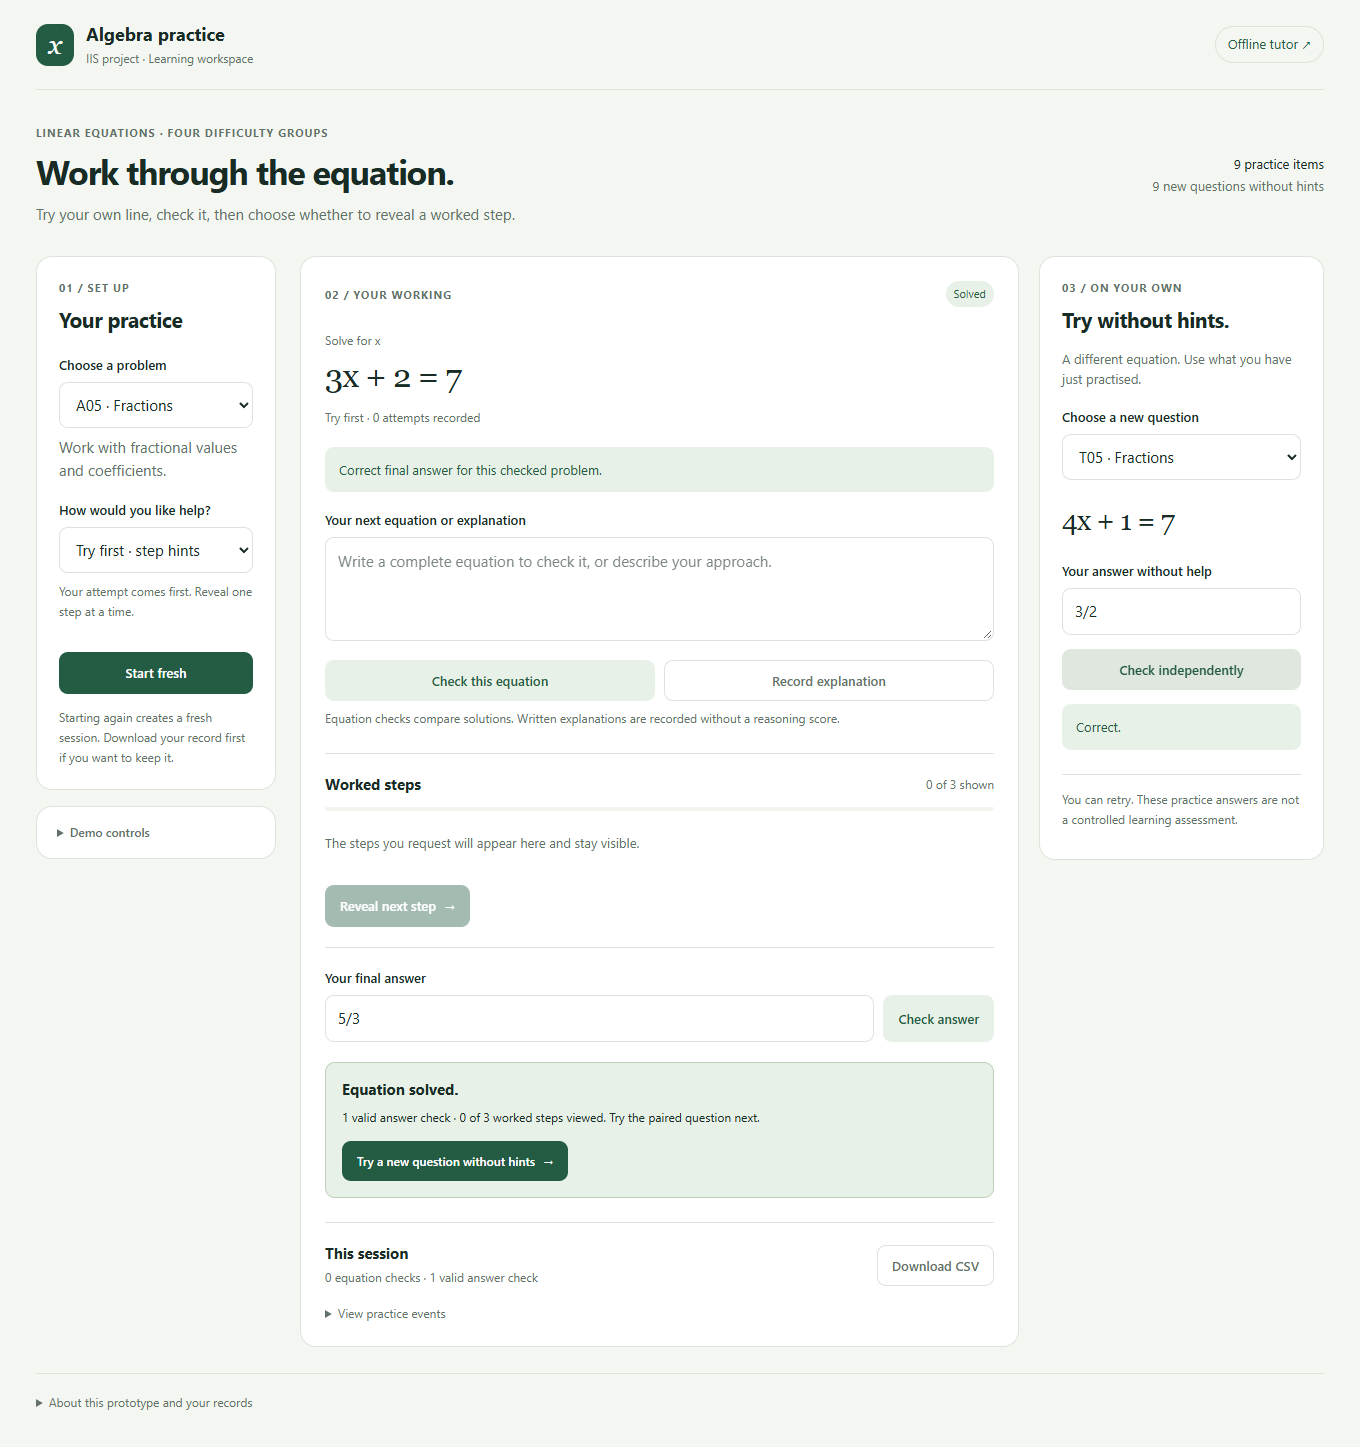 x
Algebra practice
IIS project · Learning workspace
Offline tutor ↗
LINEAR EQUATIONS · FOUR DIFFICULTY GROUPS
Work through the equation.
Try your own line, check it, then choose whether to reveal a worked step.
9 practice items
9 new questions without hints
01 / SET UP
Your practice
Choose a problem
A05 · Fractions
Work with fractional values
and coefficients.
How would you like help?
Try first · step hints
Your attempt comes first. Reveal one
step at a time.
Start fresh
Starting again creates a fresh
session. Download your record first
if you want to keep it.
Demo controls
02 / YOUR WORKING
Solved
Solve for x
3x + 2 = 7
Try first · 0 attempts recorded
Correct final answer for this checked problem.
Your next equation or explanation
Write a complete equation to check it, or describe your approach.
Check this equation
Record explanation
Equation checks compare solutions. Written explanations are recorded without a reasoning score.
Worked steps
0 of 3 shown
The steps you request will appear here and stay visible.
Reveal next step →
Your final answer
5/3
Check answer
Equation solved.
1 valid answer check · 0 of 3 worked steps viewed. Try the paired question next.
Try a new question without hints →
This session
0 equation checks · 1 valid answer check
Download CSV
View practice events
03 / ON YOUR OWN
Try without hints.
A different equation. Use what you have
just practised.
Choose a new question
T05 · Fractions
4x + 1 = 7
Your answer without help
3/2
Check independently
Correct.
You can retry. These practice answers are not
a controlled learning assessment.
About this prototype and your records